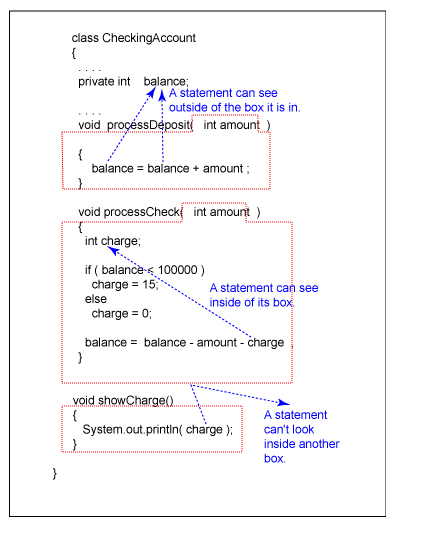 class CheckingAccount
{
. . . .
private int balance;
A statement can see
outside of the box it is in.
. . . .
void processDeposit( int amount )
{
balance = balance + amount ;
}
void processCheck( int amount )
{
int charge;
if ( balance < 100000 )
charge = 15;
else
charge = 0;
A statement can see
inside of its box.
balance = balance - amount - charge
}
void showCharge()
{
System.out.println( charge );
}
A statement
can't look
inside another
box.
}